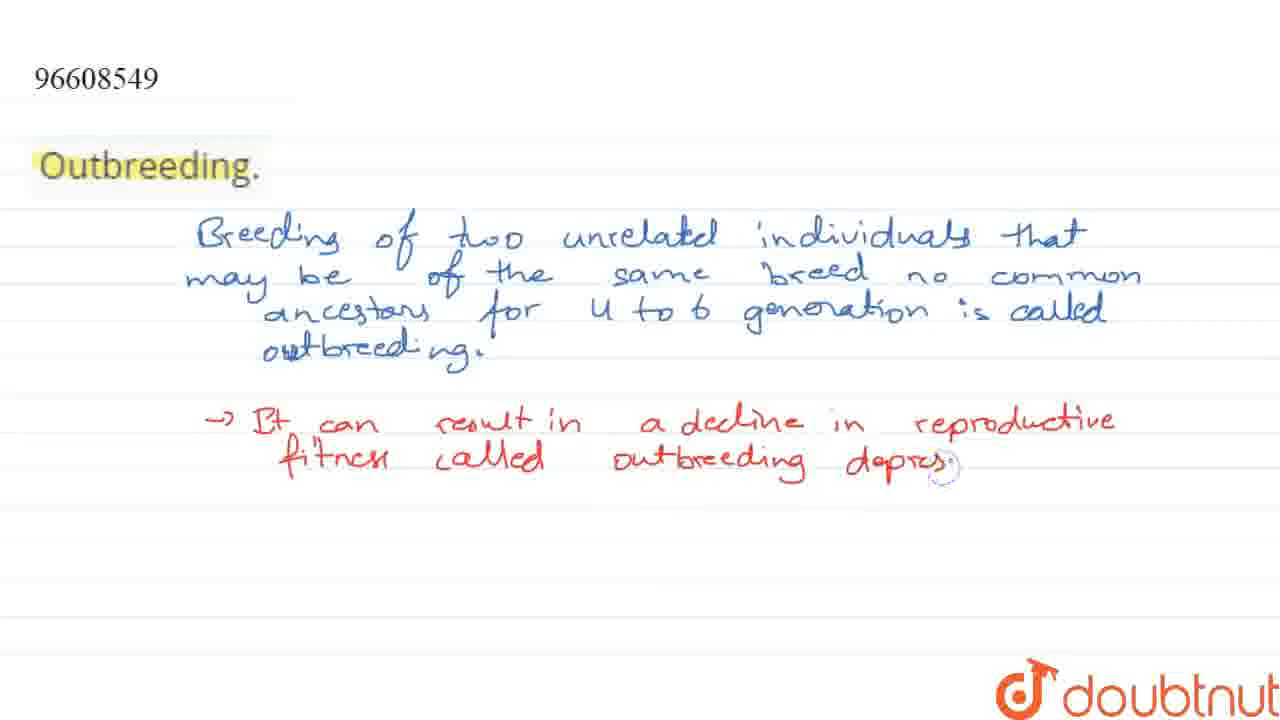 96608549
Outbreeding.
Breeding of two unrelated individuals that
may be of the same breed no common
ancestors for 4 to 6 generation is called
outbreeding.
→ It can result in a decline in reproductive
fitness called outbreeding depres
doubtnut